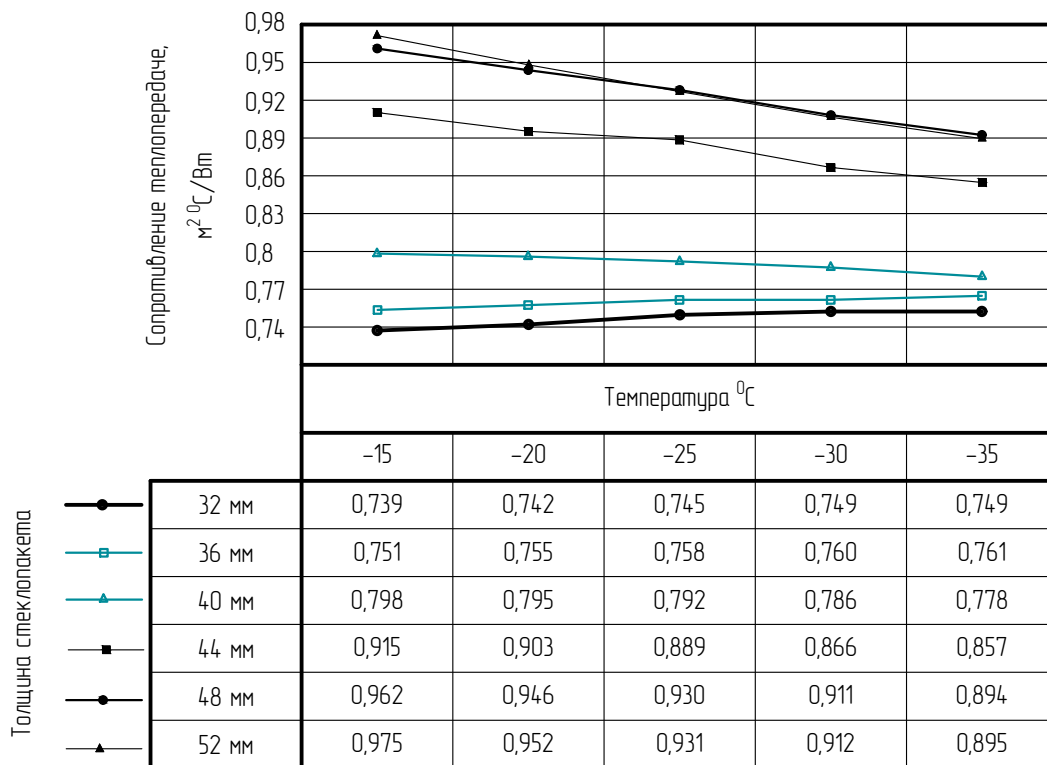 Сопротивление теплопередаче,
м² ⁰С/Вт
0,98
0,95
0,92
0,89
0,86
0,83
0,8
0,77
0,74
Температура ⁰С
-15 -20 -25 -30 -35
Толщина стеклопакета
32 мм 0,739 0,742 0,745 0,749 0,749
36 мм 0,751 0,755 0,758 0,760 0,761
40 мм 0,798 0,795 0,792 0,786 0,778
44 мм 0,915 0,903 0,889 0,866 0,857
48 мм 0,962 0,946 0,930 0,911 0,894
52 мм 0,975 0,952 0,931 0,912 0,895